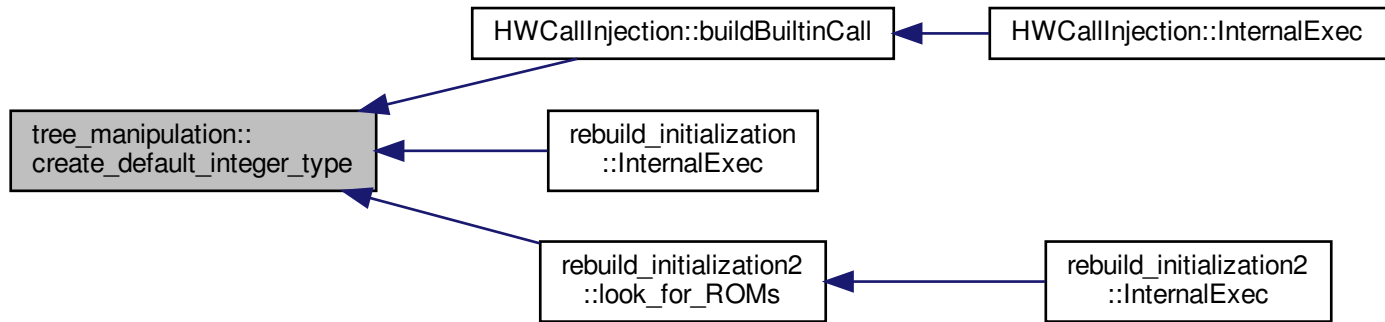 HWCallInjection::buildBuiltinCall
HWCallInjection::InternalExec
tree_manipulation::
create_default_integer_type
rebuild_initialization
::InternalExec
rebuild_initialization2
::look_for_ROMs
rebuild_initialization2
::InternalExec